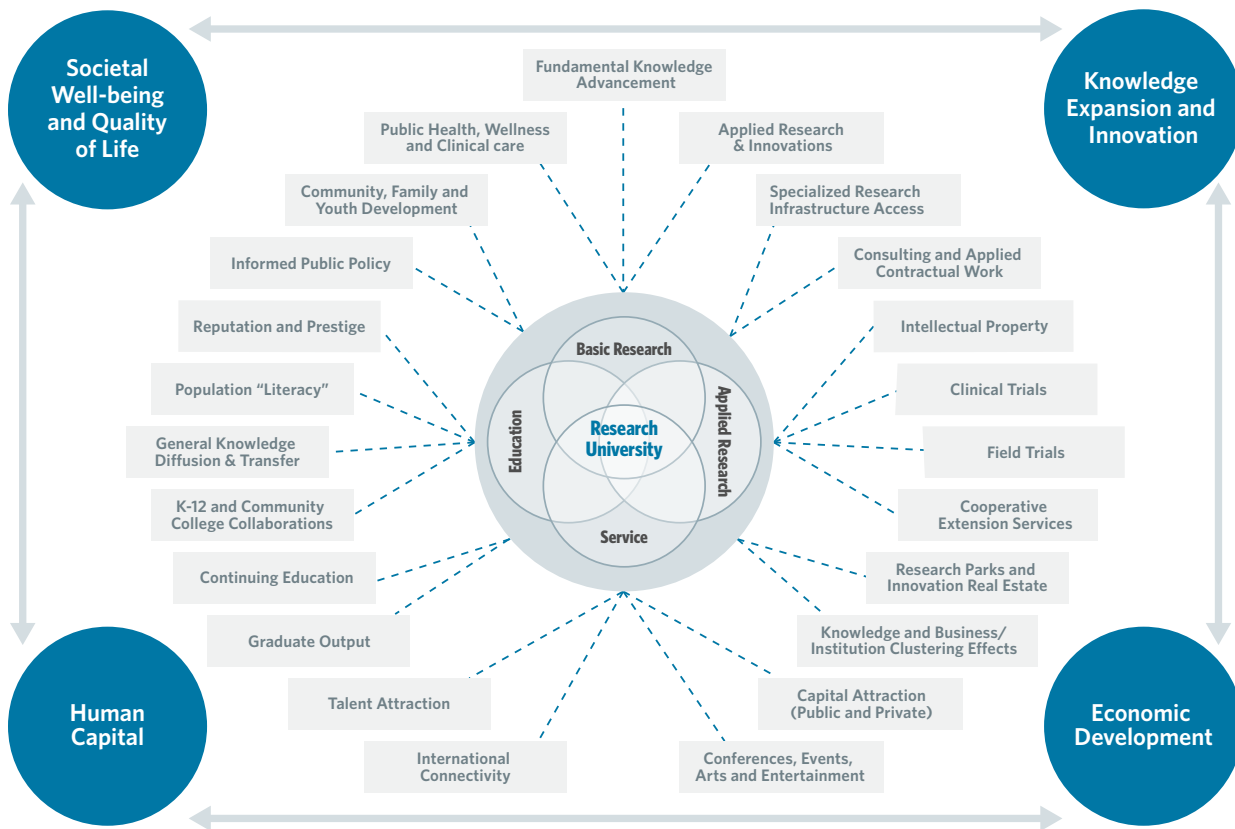 Societal
Well-being
and Quality
of Life
Knowledge
Expansion and
Innovation
Fundamental Knowledge
Advancement
Public Health, Wellness
and Clinical care
Applied Research
& Innovations
Community, Family and
Youth Development
Specialized Research
Infrastructure Access
Informed Public Policy
Consulting and Applied
Contractual Work
Reputation and Prestige
Intellectual Property
Population “Literacy”
Clinical Trials
General Knowledge
Diffusion & Transfer
Field Trials
K-12 and Community
College Collaborations
Cooperative
Extension Services
Continuing Education
Research Parks and
Innovation Real Estate
Graduate Output
Knowledge and Business/
Institution Clustering Effects
Talent Attraction
Capital Attraction
(Public and Private)
International
Connectivity
Conferences, Events,
Arts and Entertainment
Basic Research
Education
Research
University
Applied Research
Service
Human
Capital
Economic
Development